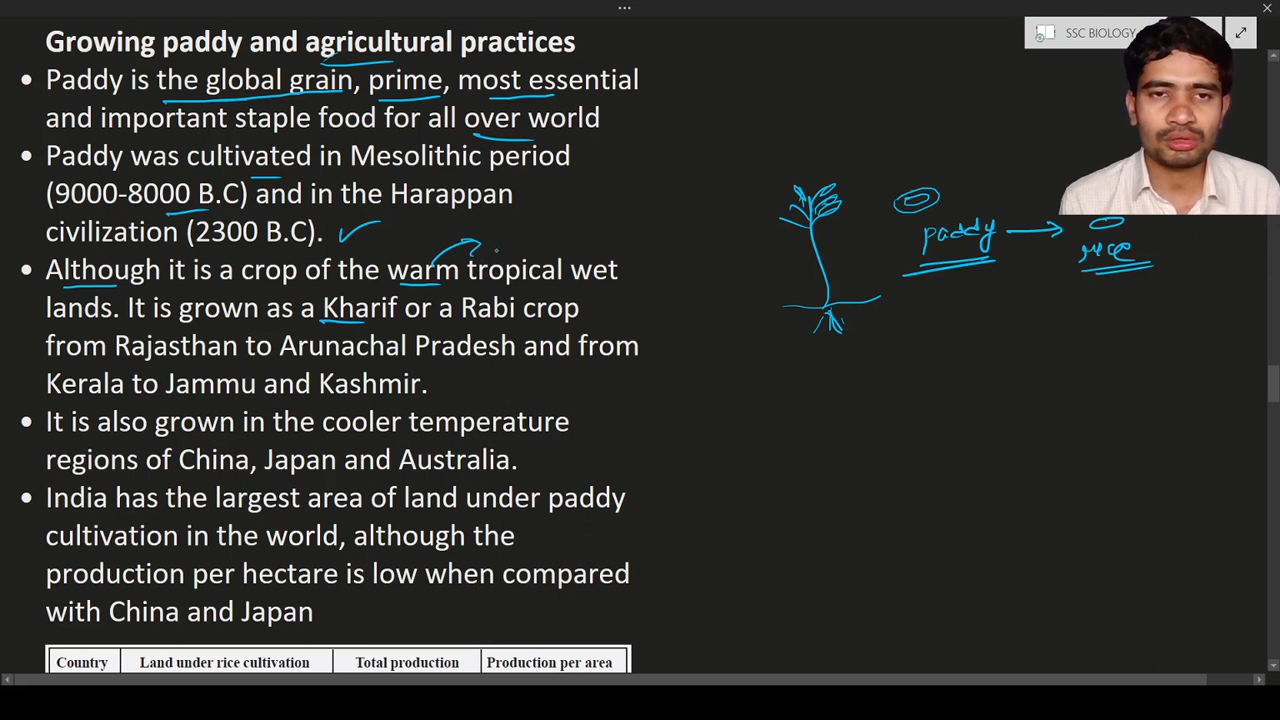 SSC BIOLOGY
Growing paddy and agricultural practices
• Paddy is the global grain, prime, most essential
and important staple food for all over world
• Paddy was cultivated in Mesolithic period
(9000-8000 B.C) and in the Harappan
civilization (2300 B.C).
paddy → rice
• Although it is a crop of the warm tropical wet
lands. It is grown as a Kharif or a Rabi crop
from Rajasthan to Arunachal Pradesh and from
Kerala to Jammu and Kashmir.
• It is also grown in the cooler temperature
regions of China, Japan and Australia.
• India has the largest area of land under paddy
cultivation in the world, although the
production per hectare is low when compared
with China and Japan
Country Land under rice cultivation Total production Production per area